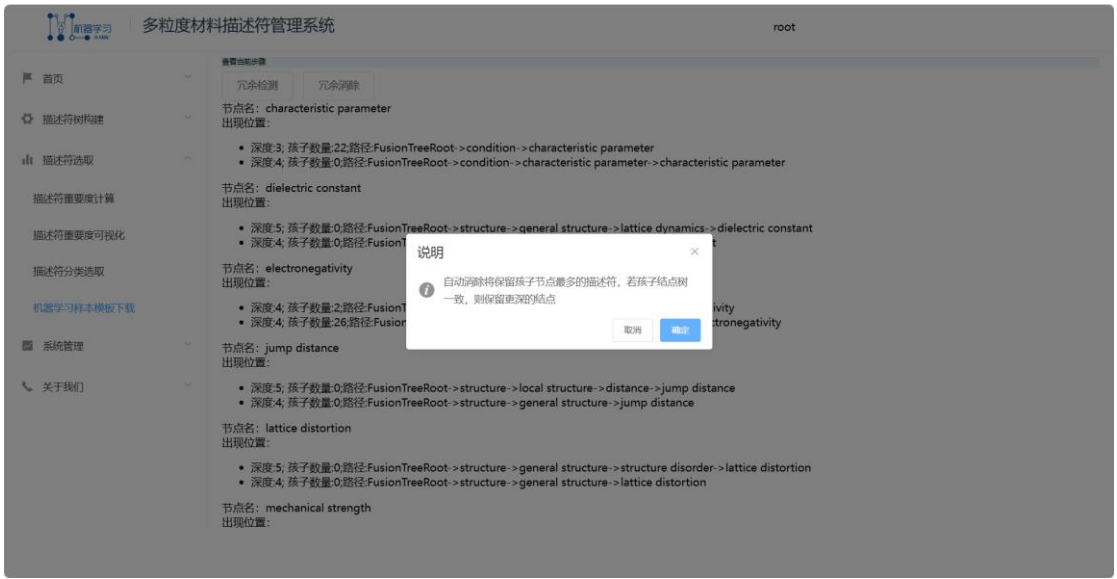 机器学习
多粒度材料描述符管理系统
root
首页
描述符树构建
描述符选取
描述符重要度计算
描述符重要度可视化
描述符分类选取
机器学习样本模板下载
系统管理
关于我们
查看当前步骤
冗余检测 冗余消除
节点名：characteristic parameter
出现位置：
• 深度:3; 孩子数量:22;路径:FusionTreeRoot->condition->characteristic parameter
• 深度:4; 孩子数量:0;路径:FusionTreeRoot->condition->characteristic parameter->characteristic parameter
节点名：dielectric constant
出现位置：
• 深度:5; 孩子数量:0;路径:FusionTreeRoot->structure->general structure->lattice dynamics->dielectric constant
• 深度:4; 孩子数量:0;路径:FusionT
t
节点名：electronegativity
出现位置：
• 深度:4; 孩子数量:2;路径:FusionT
ivity
• 深度:4; 孩子数量:26;路径:Fusion
ctronegativity
说明
自动消除将保留孩子节点最多的描述符，若孩子结点树
一致，则保留更深的结点
取消 确定
节点名：jump distance
出现位置：
• 深度:5; 孩子数量:0;路径:FusionTreeRoot->structure->local structure->distance->jump distance
• 深度:4; 孩子数量:0;路径:FusionTreeRoot->structure->general structure->jump distance
节点名：lattice distortion
出现位置：
• 深度:5; 孩子数量:0;路径:FusionTreeRoot->structure->general structure->structure disorder->lattice distortion
• 深度:4; 孩子数量:0;路径:FusionTreeRoot->structure->general structure->lattice distortion
节点名：mechanical strength
出现位置：